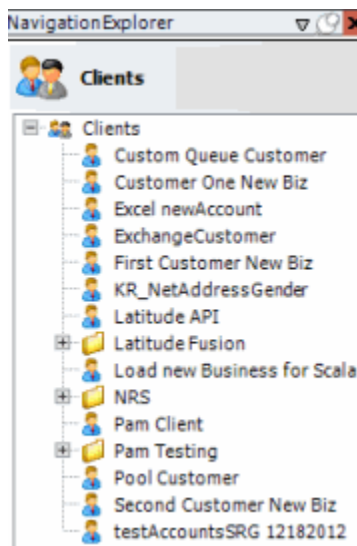 NavigationExplorer
Clients
Clients
Custom Queue Customer
Customer One New Biz
Excel newAccount
ExchangeCustomer
First Customer New Biz
KR_NetAddressGender
Latitude API
Latitude Fusion
Load new Business for Scala
NRS
Pam Client
Pam Testing
Pool Customer
Second Customer New Biz
testAccountsSRG 12182012